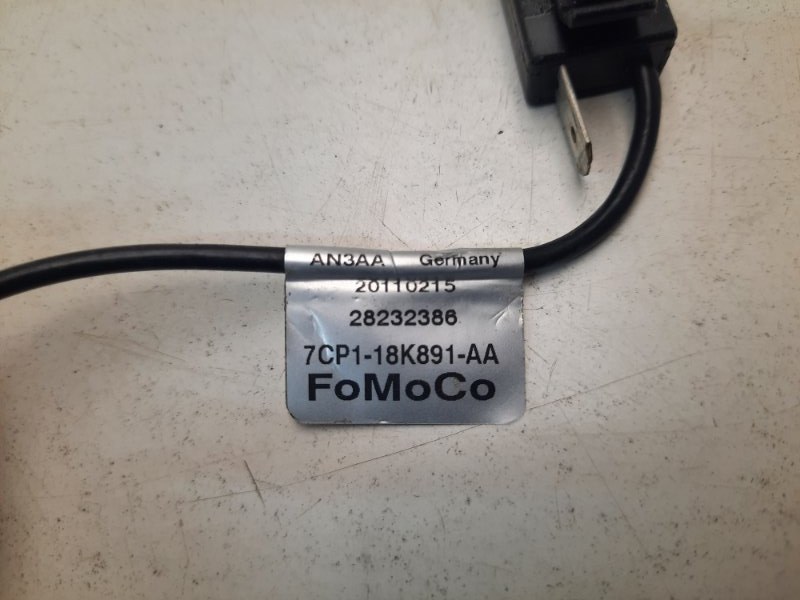 AN3AA Germany
20110215
28232386
7CP1-18K891-AA
FoMoCo